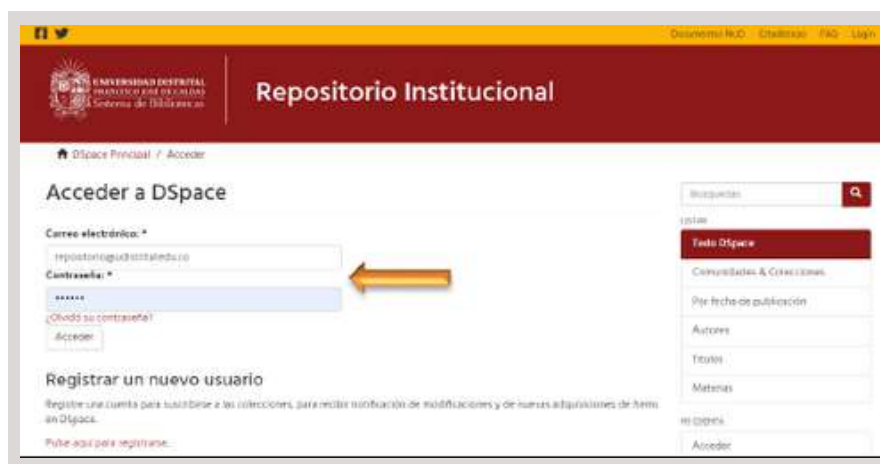 Documentos RIUD Estadísticas FAQ Login
UNIVERSIDAD DISTRITAL
FRANCISCO JOSÉ DE CALDAS
Sistema de Bibliotecas
Repositorio Institucional
DSpace Principal / Acceder
Acceder a DSpace
Correo electrónico: *
repositorio@udistrital.edu.co
Contraseña: *
••••••
¿Olvidó su contraseña?
Acceder
Registrar un nuevo usuario
Registre una cuenta para suscribirse a las colecciones, para recibir notificación de modificaciones y de nuevas adquisiciones de ítems
en DSpace.
Pulse aquí para registrarse.
Búsquedas
LISTAR
Todo DSpace
Comunidades & Colecciones
Por fecha de publicación
Autores
Títulos
Materias
MI CUENTA
Acceder